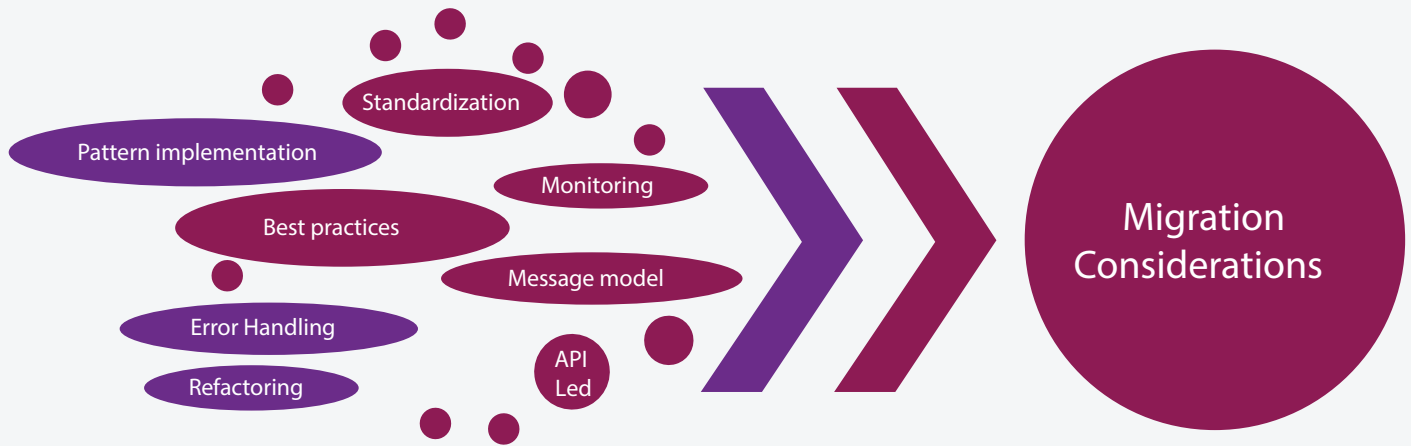 Standardization
Pattern implementation
Monitoring
Best practices
Message model
Error Handling
API
Led
Refactoring
Migration
Considerations